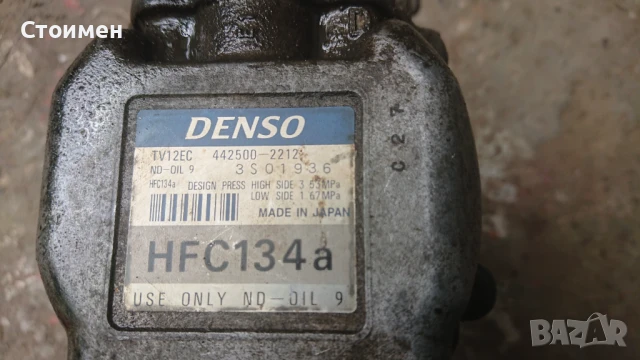 Стоимен
DENSO
TV12EC 442500-2212
ND-OIL 9 3S01936
HFC134a DESIGN PRESS HIGH SIDE 3.53MPa
LOW SIDE 1.67MPa
MADE IN JAPAN
HFC134a
USE ONLY ND-OIL 9
C27
BAZAR